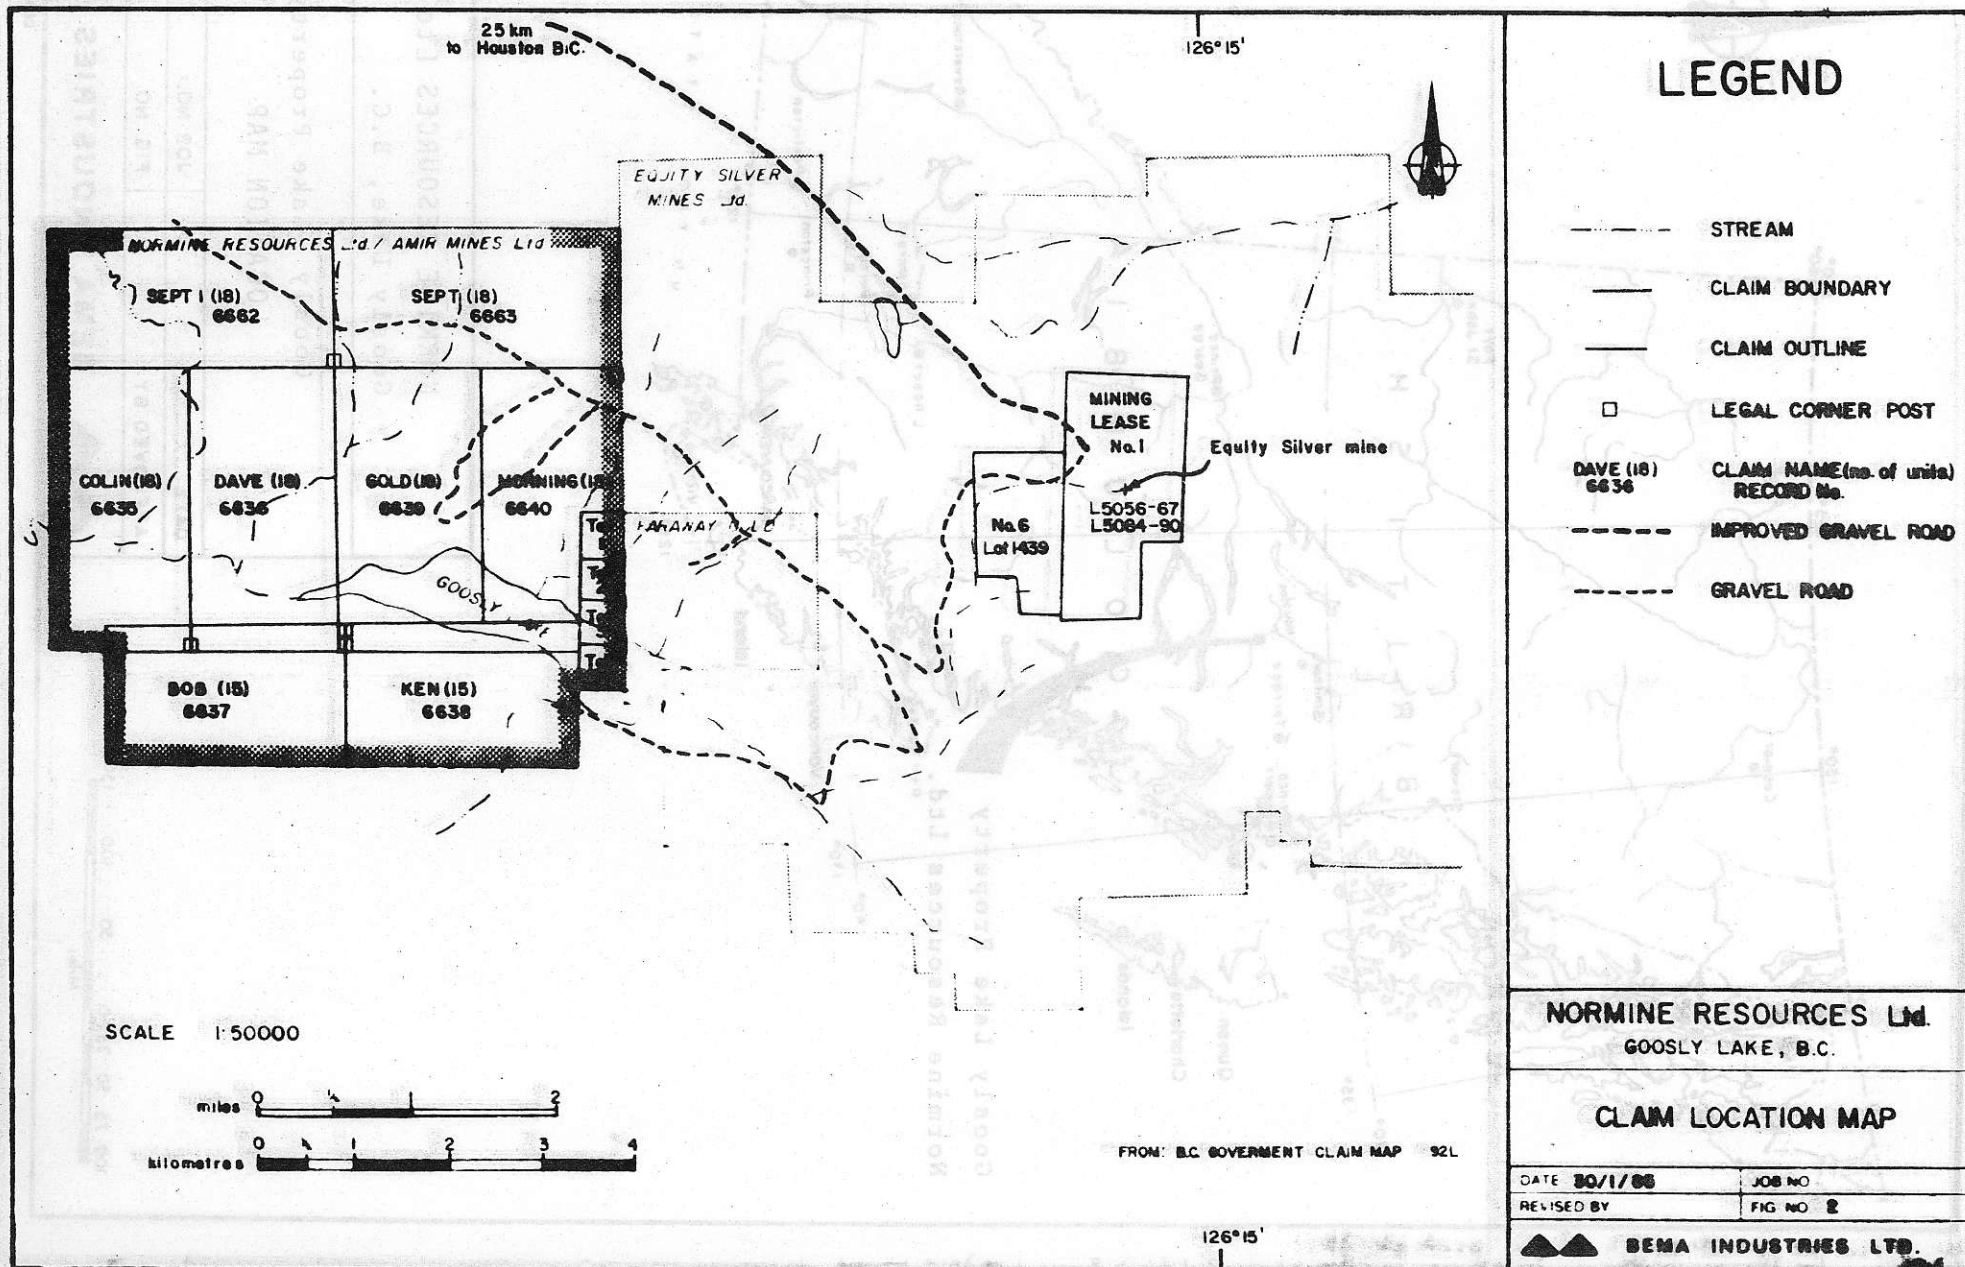 25 km
to Houston B.C.
126°15'
EQUITY SILVER
MINES Ltd.
NORMINE RESOURCES Ltd./ AMIR MINES Ltd
SEPT 1 (18)
6662
SEPT (18)
6663
COLIN (18)
6635
DAVE (18)
6636
GOLD (18)
6639
MORNING (18)
6640
MINING
LEASE
No. 1
Equity Silver mine
L5056-67
L5084-90
No. 6
Lot 1439
GOOSLY
BOB (15)
6637
KEN (15)
6638
SCALE 1:50000
miles 0 1 2
kilometres 0 1 2 3 4
FROM: B.C. GOVERMENT CLAIM MAP 92L
126°15'
LEGEND
STREAM
CLAIM BOUNDARY
CLAIM OUTLINE
LEGAL CORNER POST
DAVE (18)
6636
CLAIM NAME (no. of units)
RECORD No.
IMPROVED GRAVEL ROAD
GRAVEL ROAD
NORMINE RESOURCES Ltd.
GOOSLY LAKE, B.C.
CLAIM LOCATION MAP
DATE 30/1/86
JOB NO
REVISED BY
FIG NO 2
BEMA INDUSTRIES LTD.